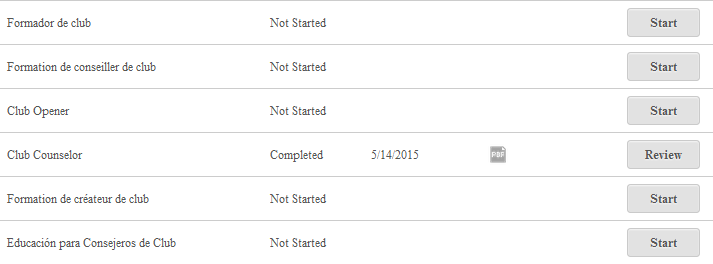 Formador de club Not Started Start
Formation de conseiller de club Not Started Start
Club Opener Not Started Start
Club Counselor Completed 5/14/2015 PDF Review
Formation de créateur de club Not Started Start
Educación para Consejeros de Club Not Started Start